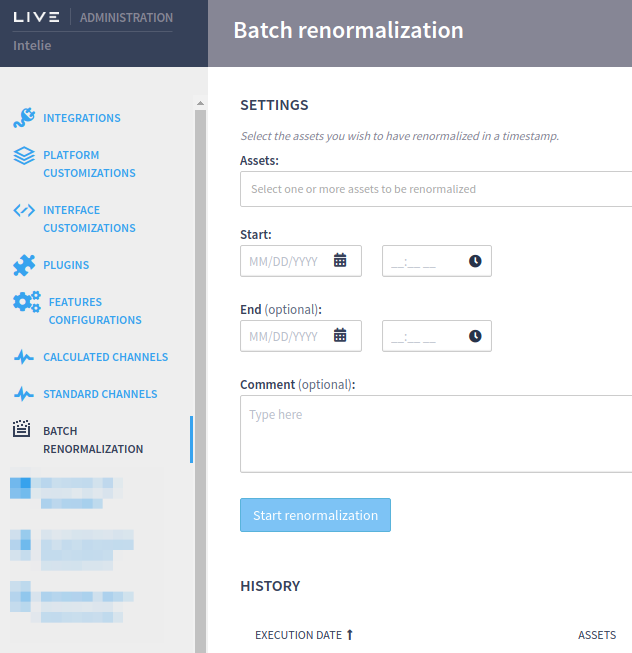 LIVE ADMINISTRATION
Intelie
Batch renormalization
INTEGRATIONS
PLATFORM
CUSTOMIZATIONS
INTERFACE
CUSTOMIZATIONS
PLUGINS
FEATURES
CONFIGURATIONS
CALCULATED CHANNELS
STANDARD CHANNELS
BATCH
RENORMALIZATION
SETTINGS
Select the assets you wish to have renormalized in a timestamp.
Assets:
Select one or more assets to be renormalized
Start:
MM/DD/YYYY __:__ __
End (optional):
MM/DD/YYYY __:__ __
Comment (optional):
Type here
Start renormalization
HISTORY
EXECUTION DATE ASSETS